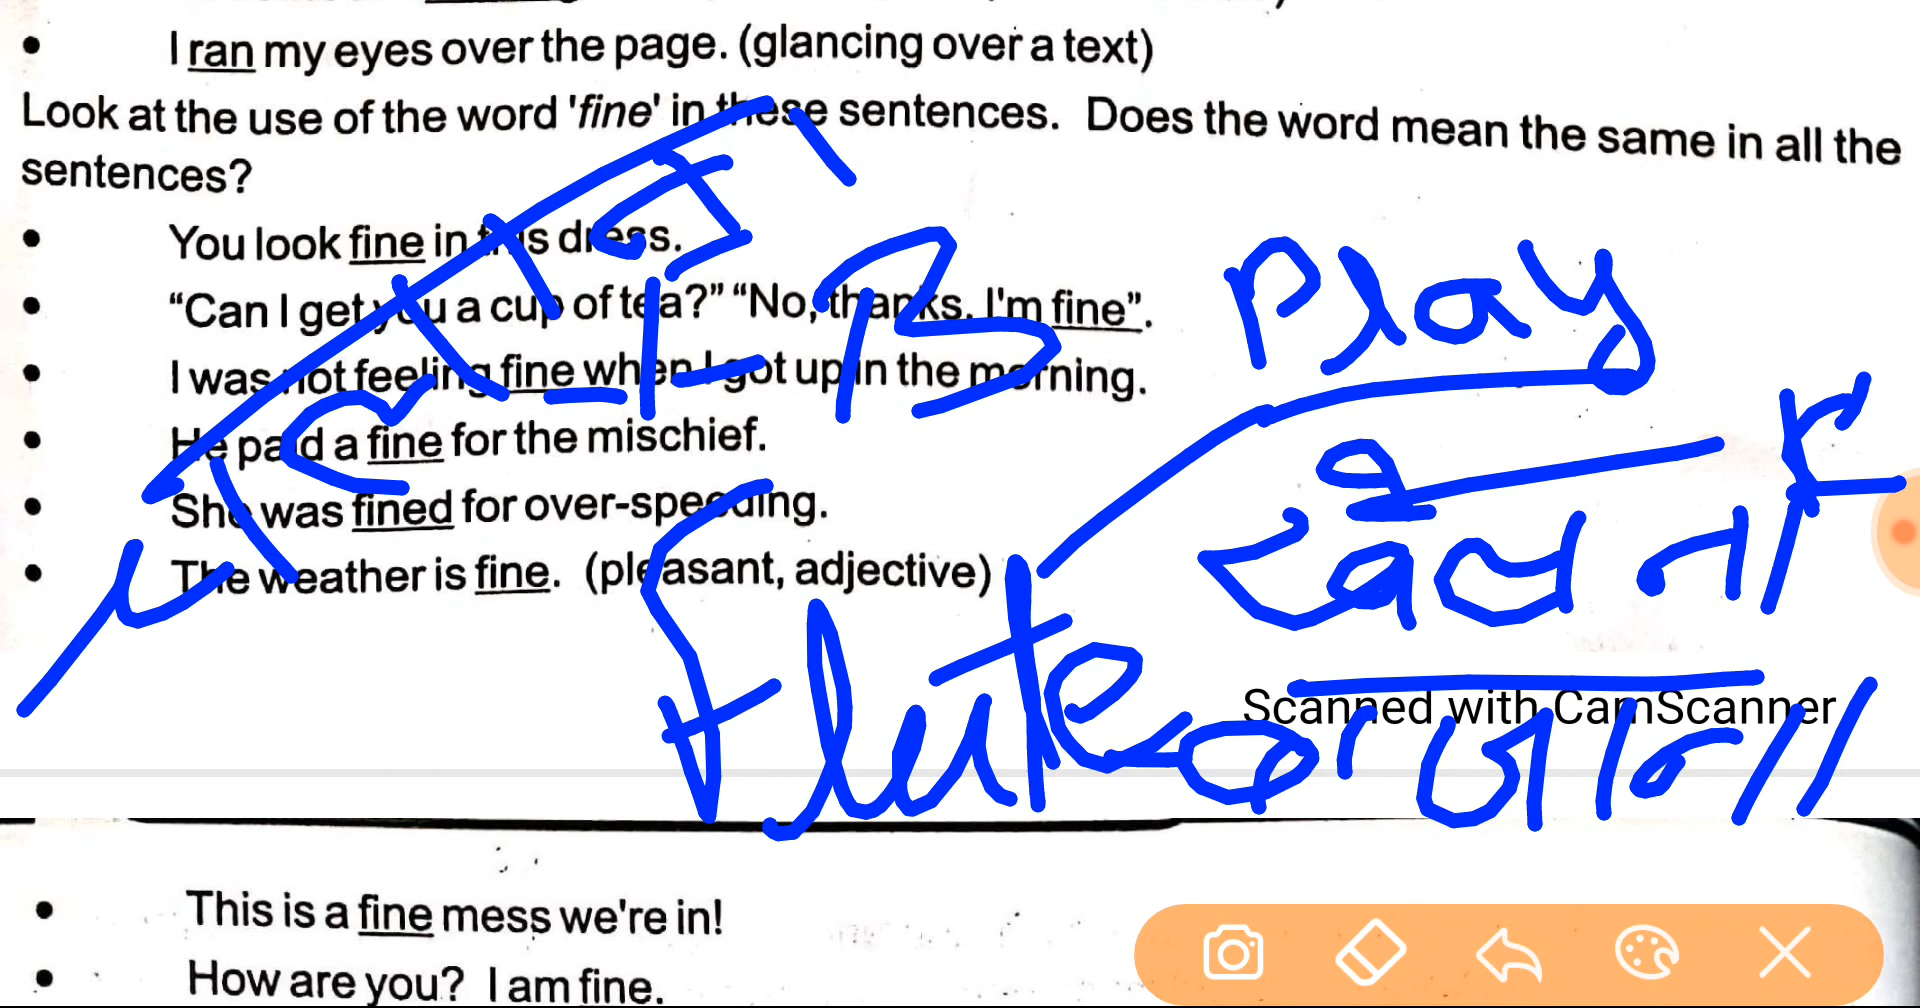 I ran my eyes over the page. (glancing over a text)
Look at the use of the word 'fine' in these sentences. Does the word mean the same in all the
sentences?
You look fine in this dress.
“Can I get you a cup of tea?” “No, thanks. I'm fine”.
I was not feeling fine when I got up in the morning.
He paid a fine for the mischief.
She was fined for over-speeding.
The weather is fine. (pleasant, adjective)
Play
खेलना
Flute
Scanned with CamScanner
This is a fine mess we're in!
How are you? I am fine.